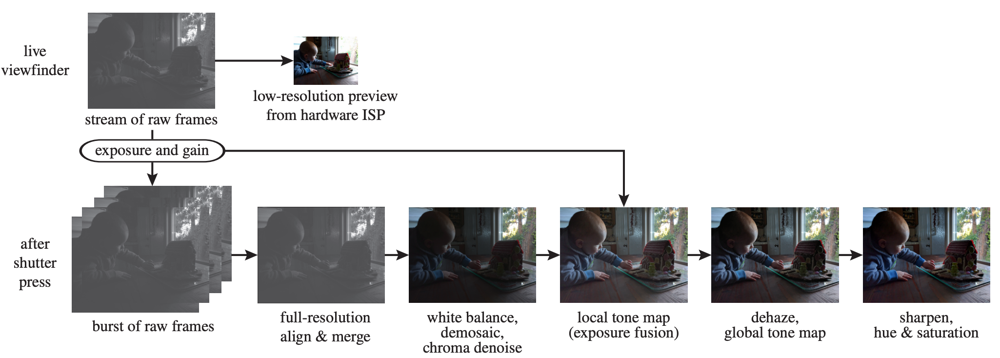 live
viewfinder
stream of raw frames
low-resolution preview
from hardware ISP
exposure and gain
after
shutter
press
burst of raw frames
full-resolution
align & merge
white balance,
demosaic,
chroma denoise
local tone map
(exposure fusion)
dehaze,
global tone map
sharpen,
hue & saturation